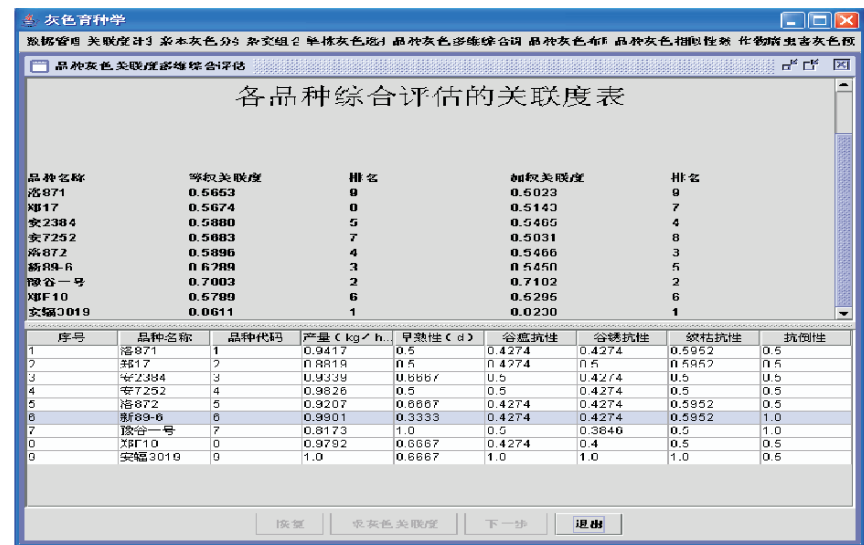 灰色育种学
数据管理 关联度计算 亲本灰色分析 杂交组合 单株灰色选择 品种灰色多维综合评 品种灰色布局 品种灰色相似性 作物病虫害灰色预
品种灰色关联度多维综合评估
各品种综合评估的关联度表
品种名称 等权关联度 排名 加权关联度 排名
洛871 0.5653 9 0.5023 9
郑17 0.5674 8 0.5143 7
安2384 0.5880 5 0.5465 4
安7252 0.5683 7 0.5031 8
洛872 0.5896 4 0.5466 3
新89-6 0.6289 3 0.5450 5
豫谷一号 0.7003 2 0.7102 2
郑F10 0.5789 6 0.5295 6
安辐3019 1 1
序号 品种名称 品种代码 产量(kg/h... 早熟性(d) 谷瘟抗性 谷锈抗性 纹枯抗性 抗倒性
1 洛871 1 0.9417 0.5 0.4274 0.4274 0.5952 0.5
2 郑17 2 0.8819 0.5 0.4274 0.5 0.5952 0.5
3 安2384 3 0.9339 0.6667 0.5 0.4274 0.5 0.5
4 安7252 4 0.9826 0.5 0.5 0.4274 0.5 0.5
5 洛872 5 0.9207 0.6667 0.4274 0.4274 0.5952 0.5
6 新89-6 6 0.9901 0.3333 0.4274 0.4274 0.5952 1.0
7 豫谷一号 7 0.8173 1.0 0.5 0.3846 0.5 1.0
8 郑F10 8 0.9792 0.6667 0.4274 0.4 0.5 0.5
9 安辐3019 9 1.0 0.6667 1.0 1.0 1.0 0.5
恢复 求灰色关联度 下一步 退出